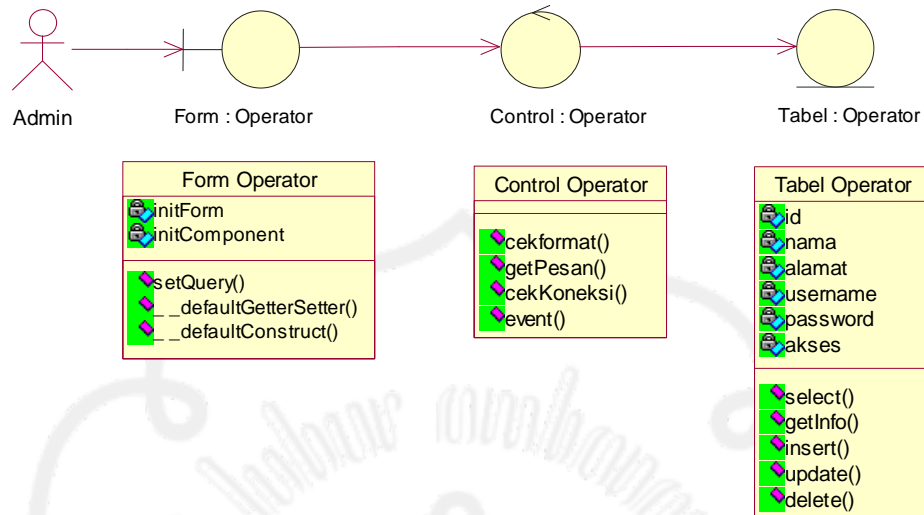 Admin
Form : Operator
Control : Operator
Tabel : Operator
Form Operator
initForm
initComponent
setQuery()
_ _defaultGetterSetter()
_ _defaultConstruct()
Control Operator
cekformat()
getPesan()
cekKoneksi()
event()
Tabel Operator
id
nama
alamat
username
password
akses
select()
getInfo()
insert()
update()
delete()